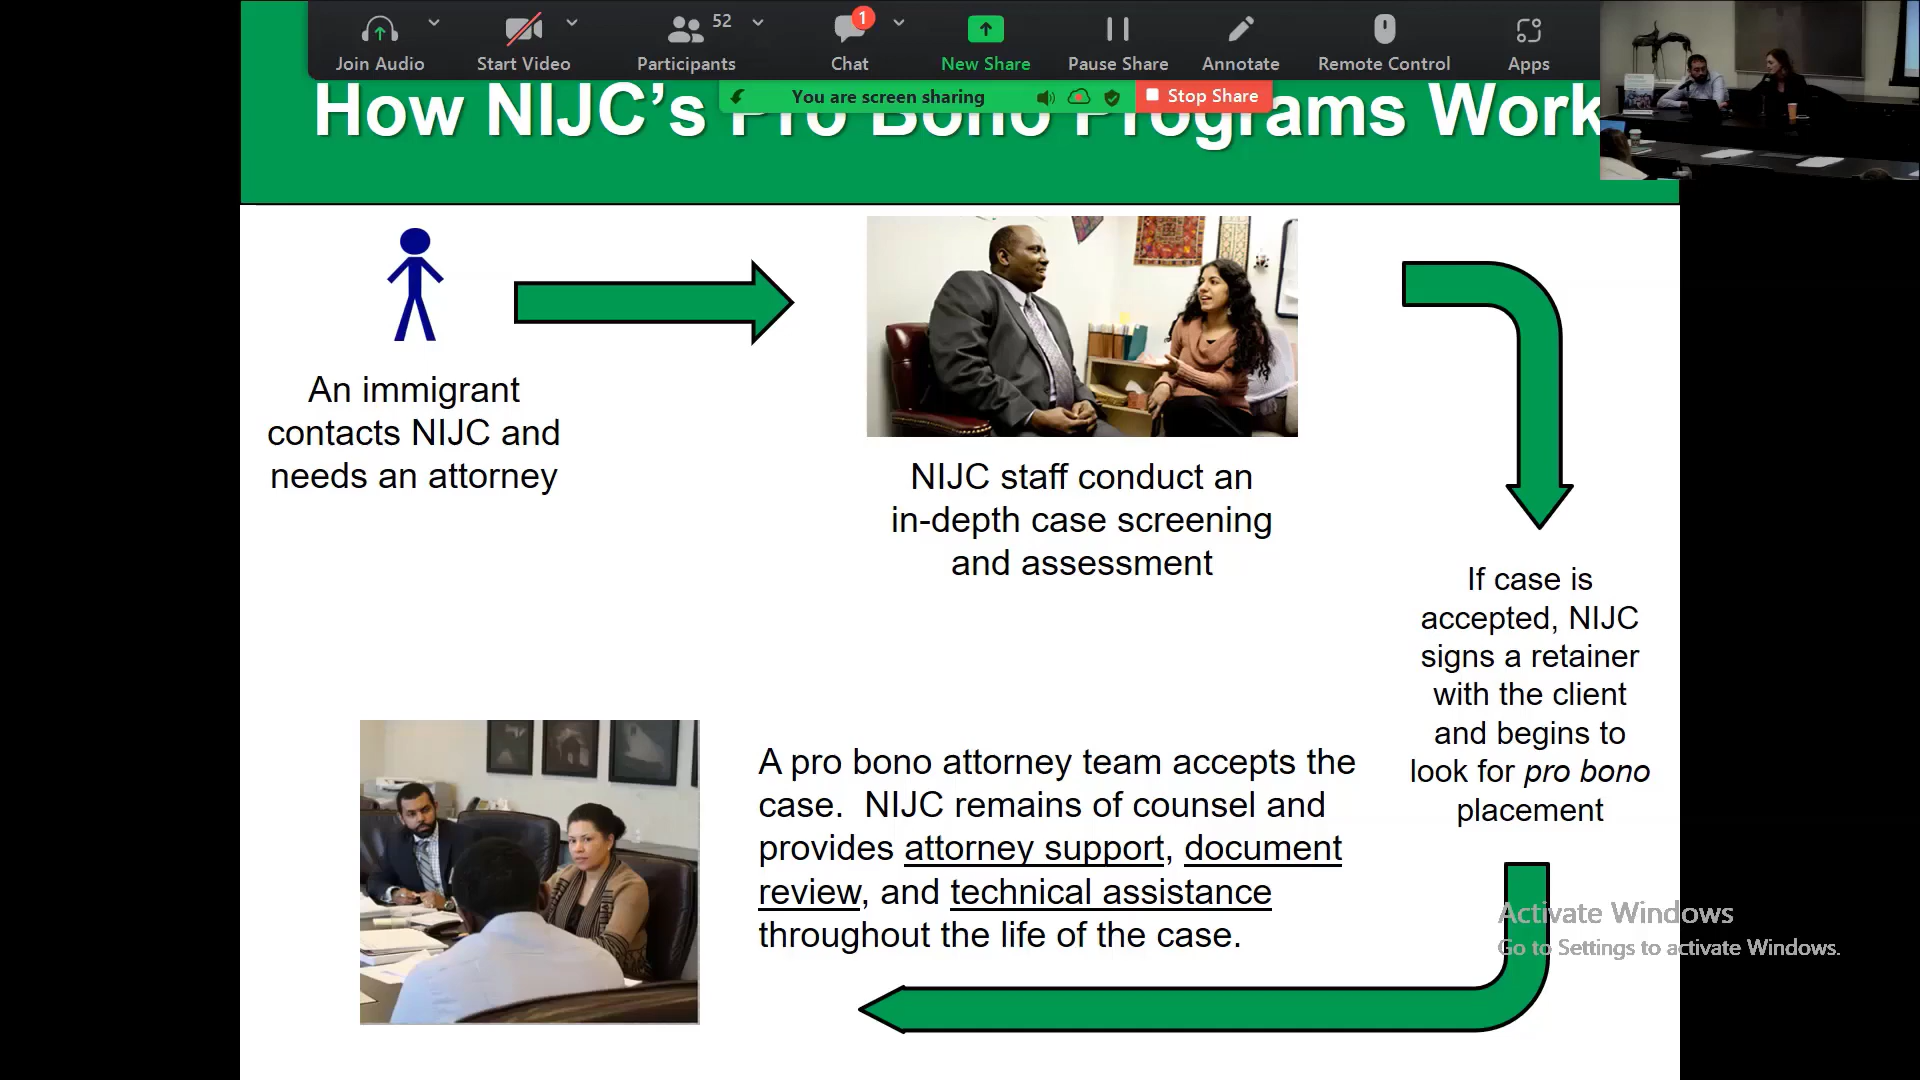 Join Audio
Start Video
52
Participants
1
Chat
New Share
Pause Share
Annotate
Remote Control
Apps
You are screen sharing
Stop Share
How NIJC’s Pro Bono Programs Work
An immigrant
contacts NIJC and
needs an attorney
NIJC staff conduct an
in-depth case screening
and assessment
If case is
accepted, NIJC
signs a retainer
with the client
and begins to
look for pro bono
placement
A pro bono attorney team accepts the
case.  NIJC remains of counsel and
provides attorney support, document
review, and technical assistance
throughout the life of the case.
Activate Windows
Go to Settings to activate Windows.